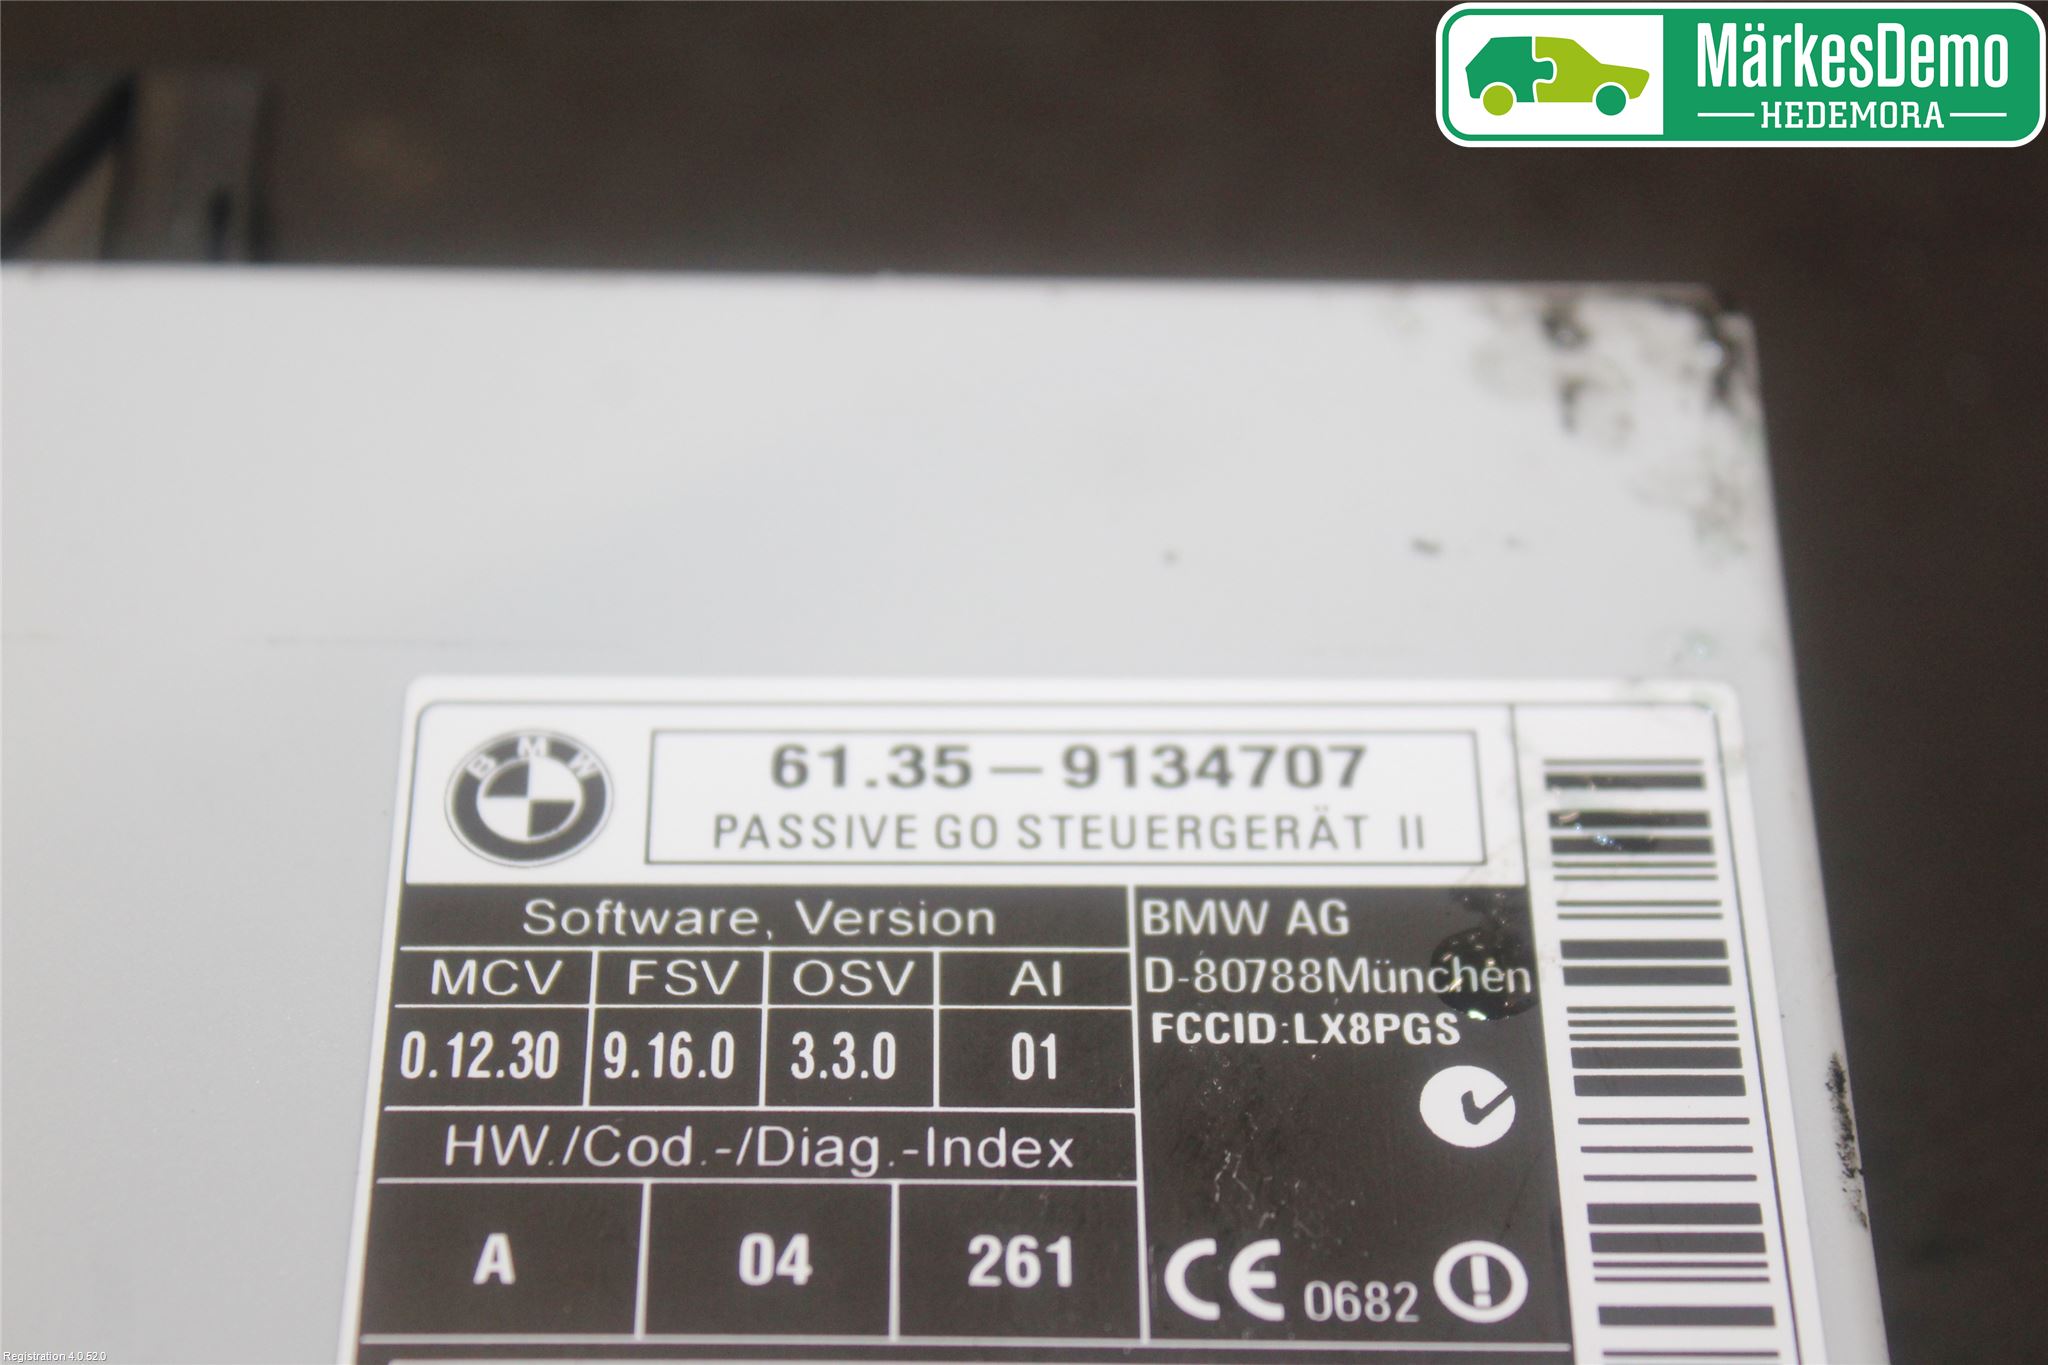 MärkesDemo
HEDEMORA
BMW
61.35 — 9134707
PASSIVE GO STEUERGERÄT II
Software, Version
MCV FSV OSV AI
0.12.30 9.16.0 3.3.0 01
HW./Cod.-/Diag.-Index
A 04 261
BMW AG
D-80788München
FCCID:LX8PGS
CE 0682
Registration 4.0.52.0